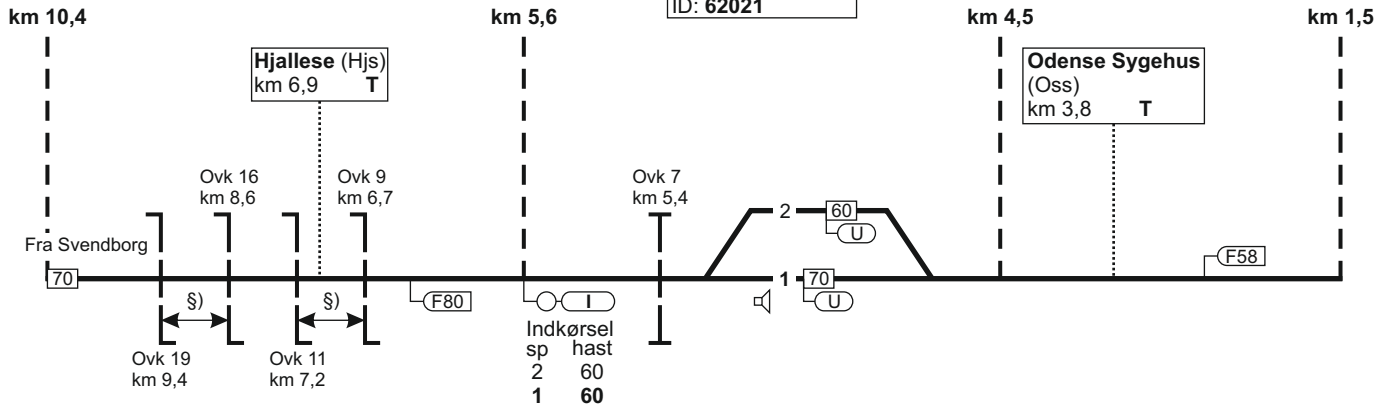 ID: 62021
km 10,4
km 5,6
km 4,5
km 1,5
Hjallese (Hjs)
km 6,9 T
Odense Sygehus
(Oss)
km 3,8 T
Ovk 16
km 8,6
Ovk 9
km 6,7
Ovk 7
km 5,4
2 60
U
Fra Svendborg
F58
70
1 70
§)
§)
F80
I
U
Indkørsel
sp hast
2 60
1 60
Ovk 19
km 9,4
Ovk 11
km 7,2